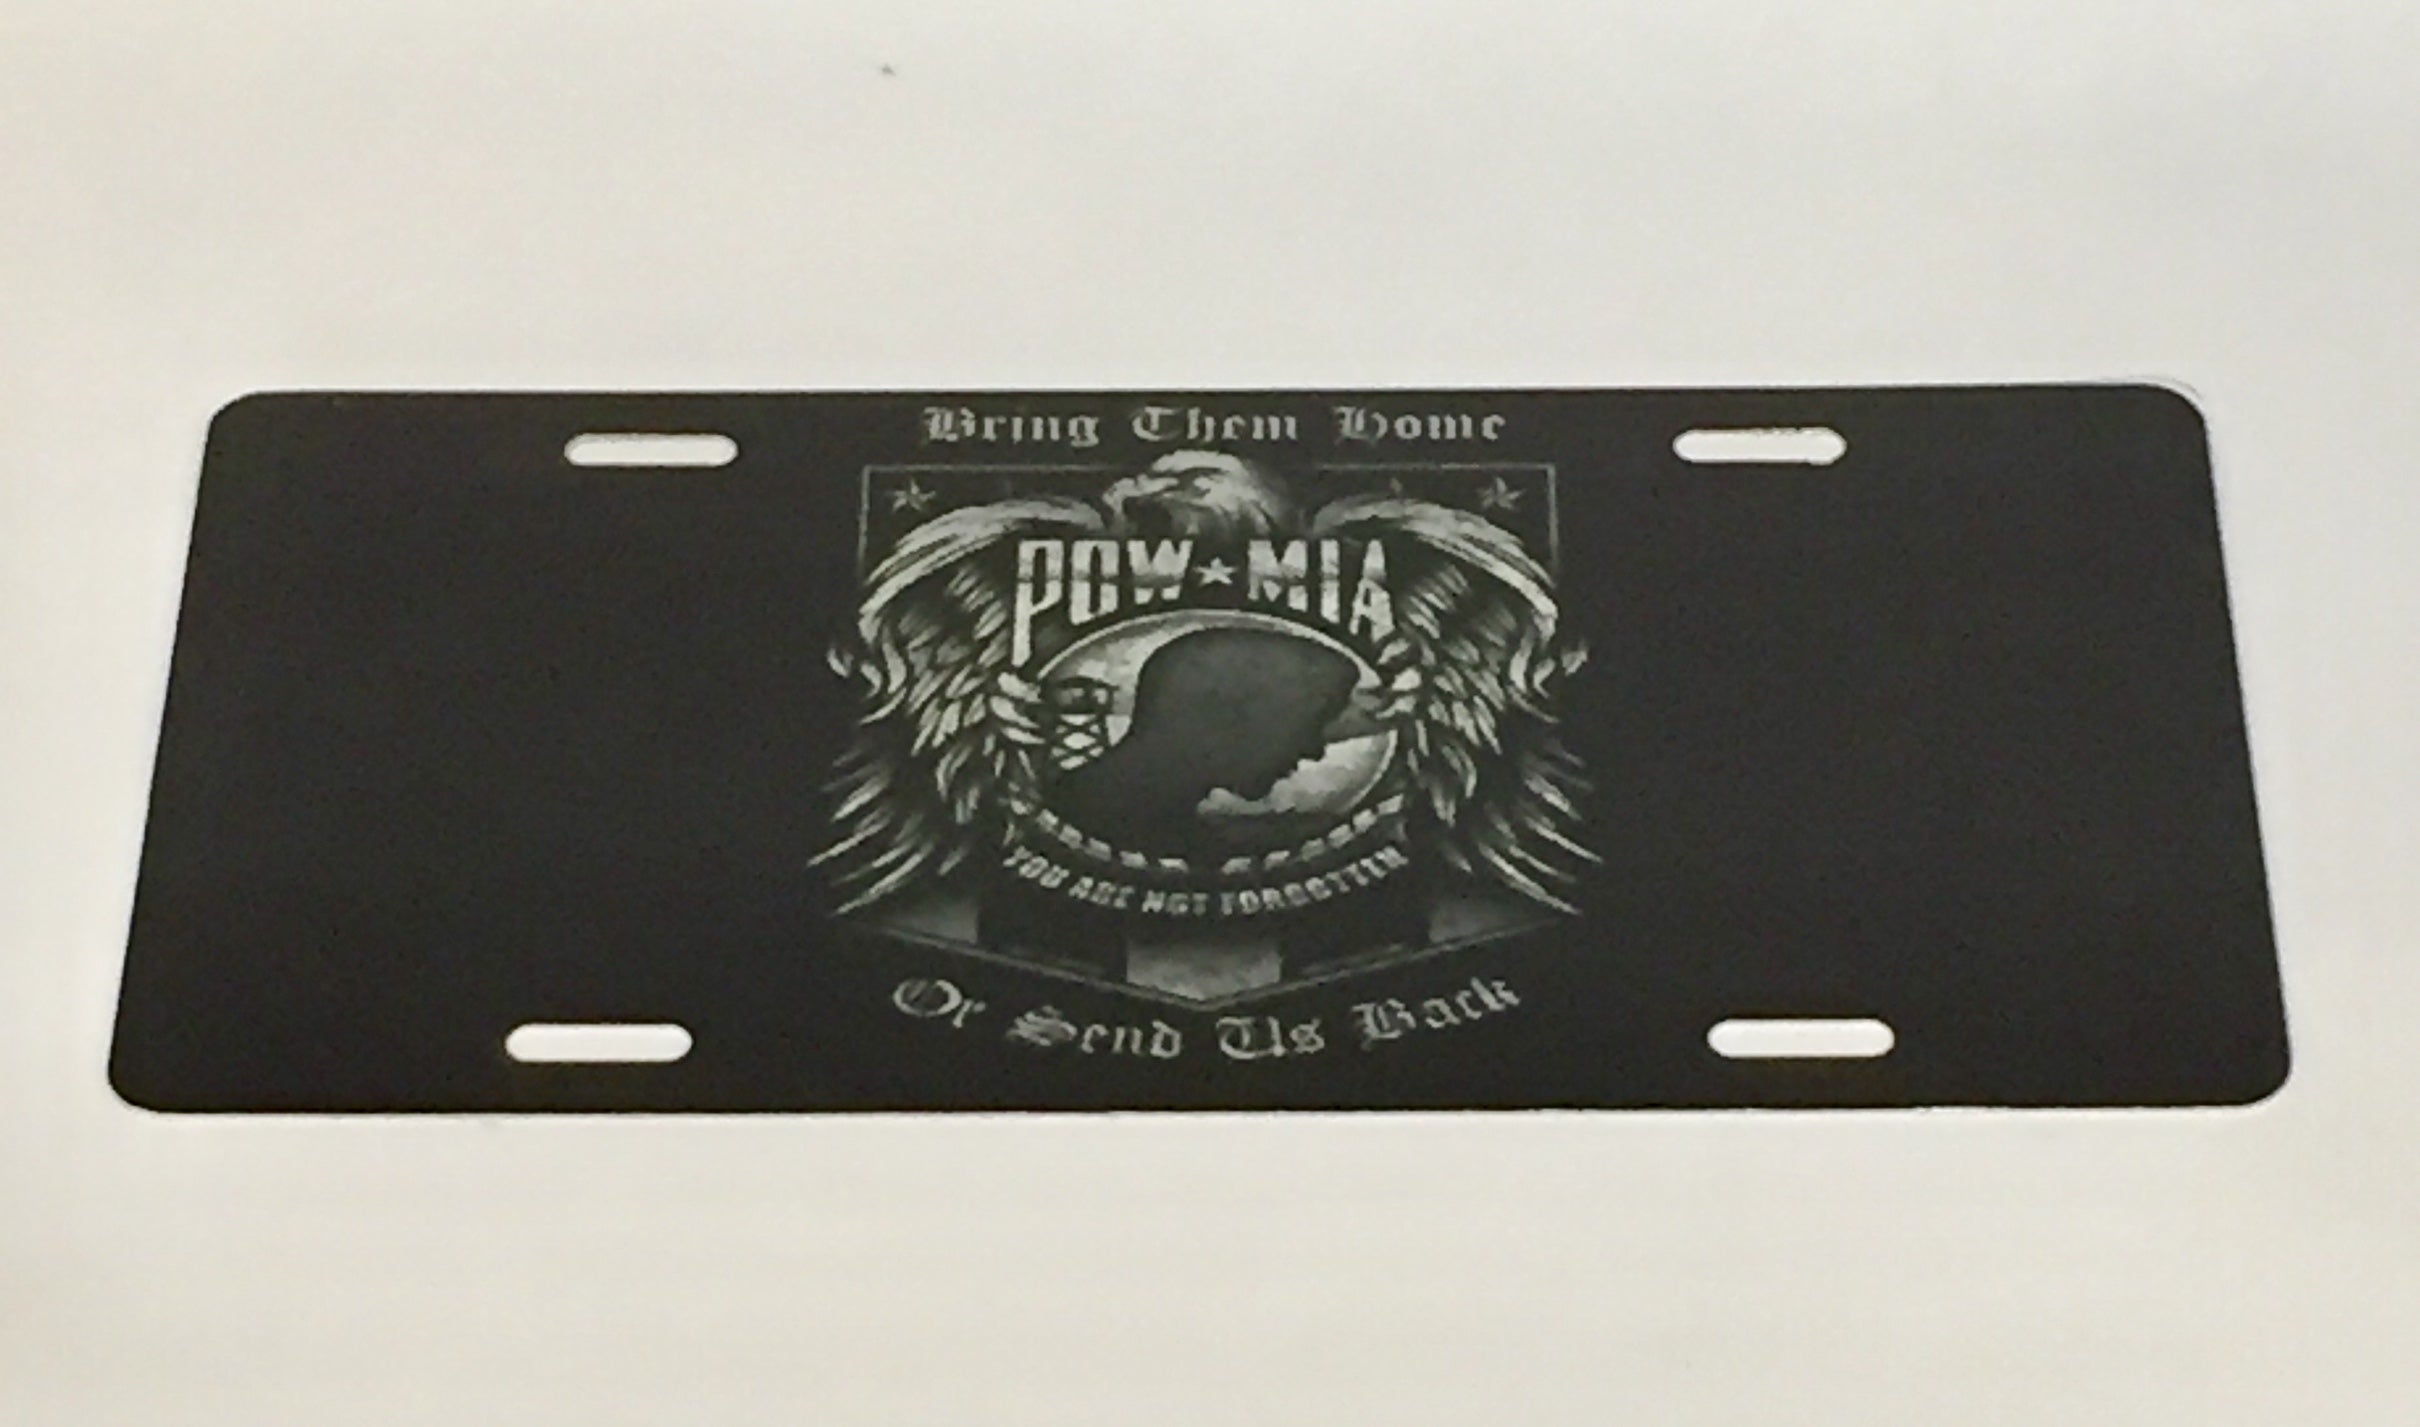 Bring Them Home
POW★MIA
YOU ARE NOT FORGOTTEN
Or Send Us Back